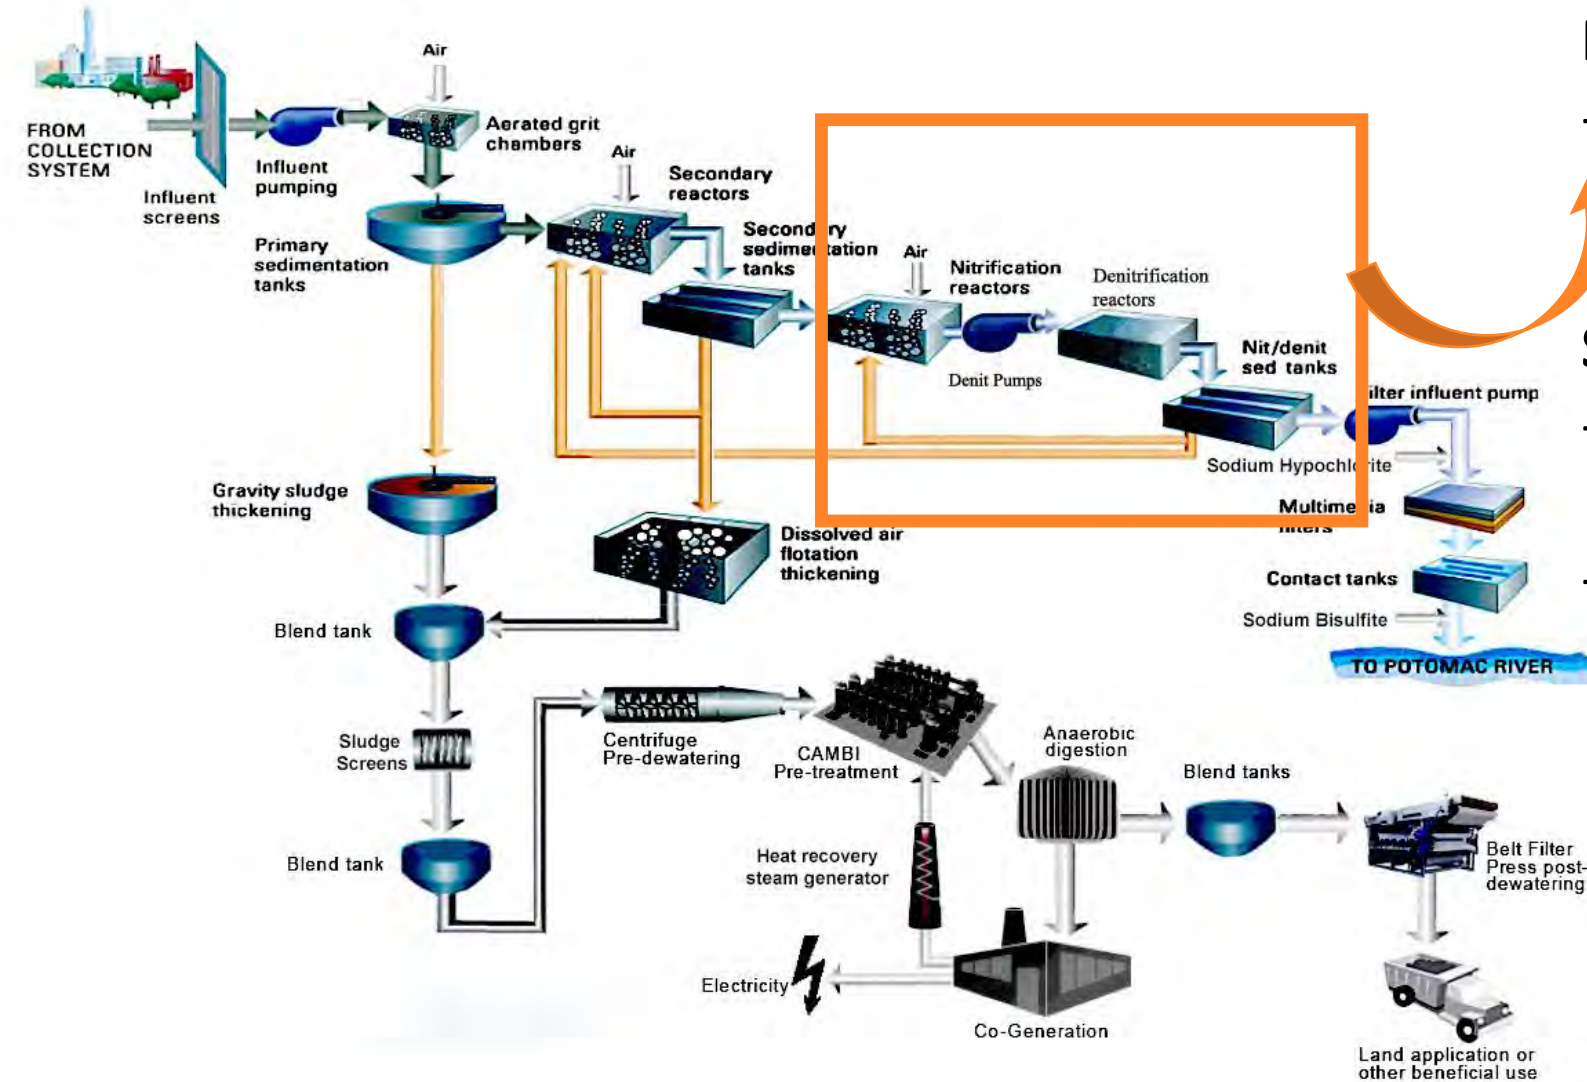 Air
FROM
COLLECTION
SYSTEM
Influent
screens
Influent
pumping
Aerated grit
chambers
Air
Secondary
reactors
Primary
sedimentation
tanks
Secondary
sedimentation
tanks
Air
Nitrification
reactors
Denitrification
reactors
Denit Pumps
Nit/denit
sed tanks
ilter influent pump
Sodium Hypochlorite
Multimedia
filters
Contact tanks
Sodium Bisulfite
TO POTOMAC RIVER
Gravity sludge
thickening
Dissolved air
flotation
thickening
Blend tank
Sludge
Screens
Blend tank
Centrifuge
Pre-dewatering
CAMBI
Pre-treatment
Anaerobic
digestion
Blend tanks
Belt Filter
Press post-
dewatering
Heat recovery
steam generator
Electricity
Co-Generation
Land application or
other beneficial use